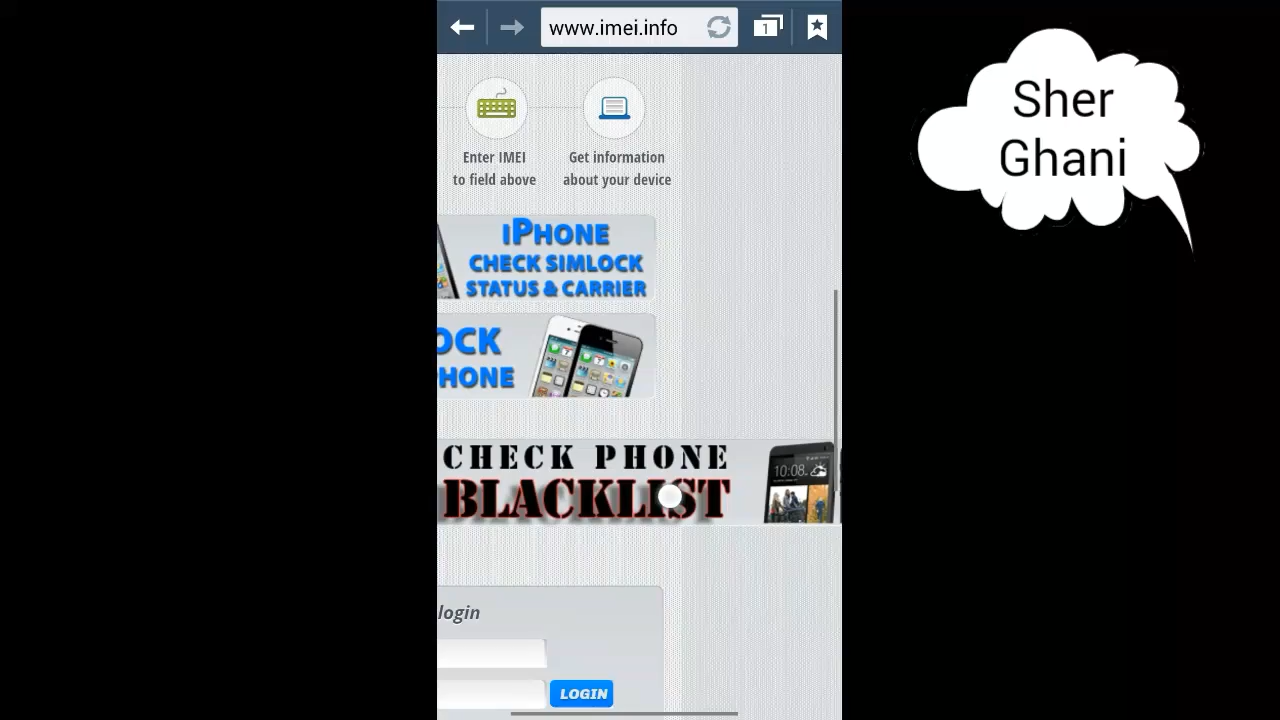 www.imei.info
1
Sher
Ghani
Enter IMEI
to field above
Get information
about your device
iPhone
CHECK SIMLOCK
STATUS & CARRIER
OCK
HONE
CHECK PHONE
BLACKLIST
10:08
login
LOGIN